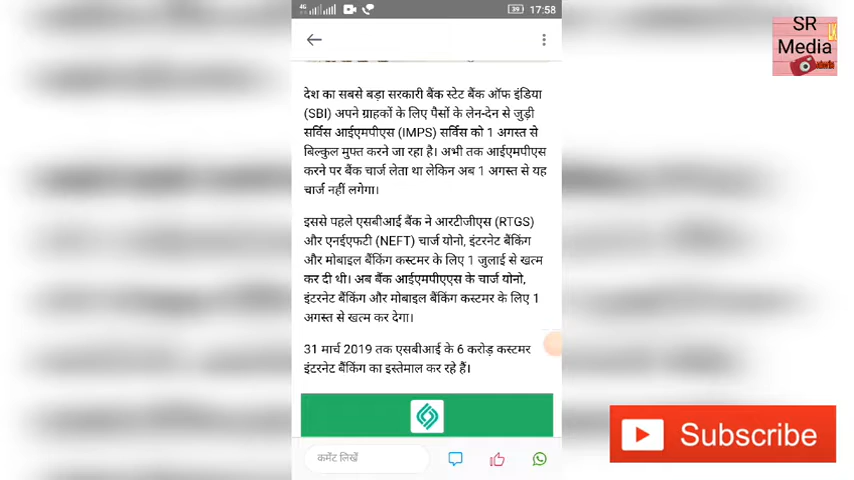 4G
39
17:58
SR
Media
देश का सबसे बड़ा सरकारी बैंक स्टेट बैंक ऑफ इंडिया
(SBI) अपने ग्राहकों के लिए पैसों के लेन-देन से जुड़ी
सर्विस आईएमपीएस (IMPS) सर्विस को 1 अगस्त से
बिल्कुल मुफ्त करने जा रहा है। अभी तक आईएमपीएस
करने पर बैंक चार्ज लेता था लेकिन अब 1 अगस्त से यह
चार्ज नहीं लगेगा।
इससे पहले एसबीआई बैंक ने आरटीजीएस (RTGS)
और एनईएफटी (NEFT) चार्ज योनो, इंटरनेट बैंकिंग
और मोबाइल बैंकिंग कस्टमर के लिए 1 जुलाई से खत्म
कर दी थी। अब बैंक आईएमपीएएस के चार्ज योनो,
इंटरनेट बैंकिंग और मोबाइल बैंकिंग कस्टमर के लिए 1
अगस्त से खत्म कर देगा।
31 मार्च 2019 तक एसबीआई के 6 करोड़ कस्टमर
इंटरनेट बैंकिंग का इस्तेमाल कर रहे हैं।
Subscribe
कमेंट लिखें